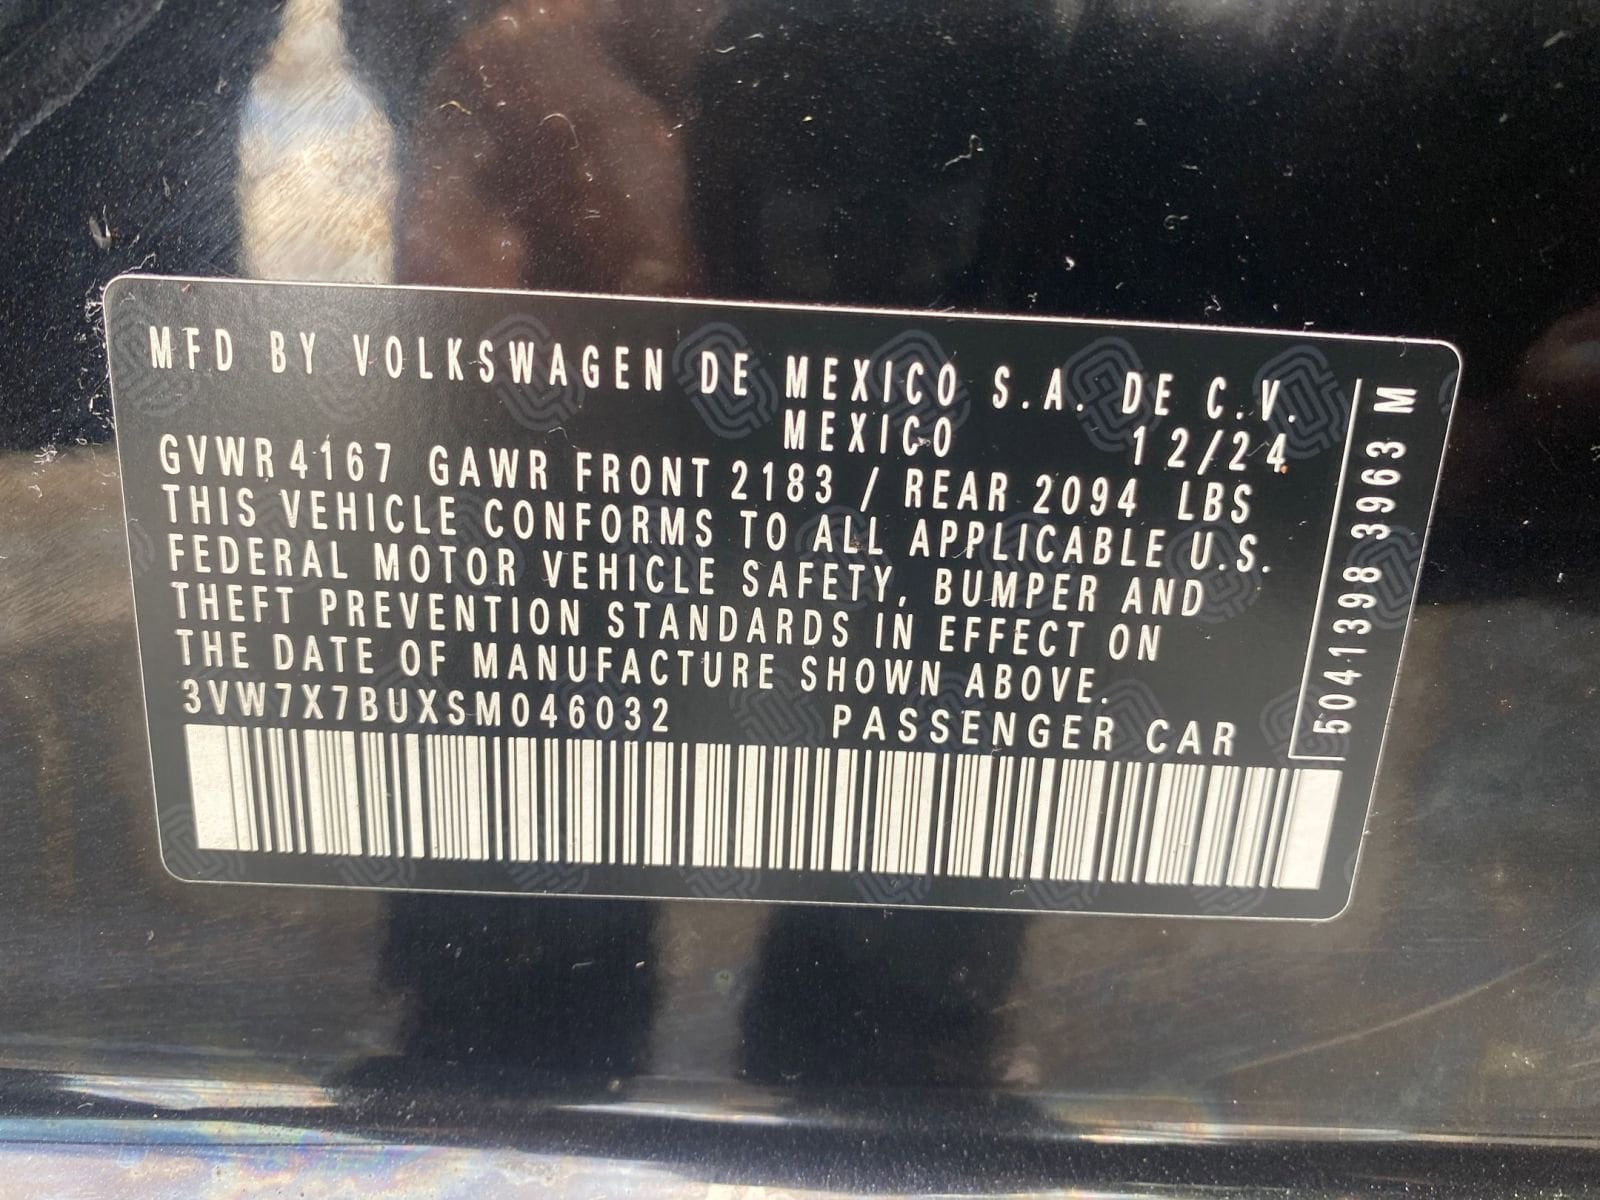 MFD BY VOLKSWAGEN DE MEXICO S.A. DE C.V.
MEXICO 12/24
GVWR 4167 GAWR FRONT 2183 / REAR 2094 LBS
THIS VEHICLE CONFORMS TO ALL APPLICABLE U.S.
FEDERAL MOTOR VEHICLE SAFETY, BUMPER AND
THEFT PREVENTION STANDARDS IN EFFECT ON
THE DATE OF MANUFACTURE SHOWN ABOVE.
3VW7X7BUXSM046032 PASSENGER CAR
5041398 3963 M